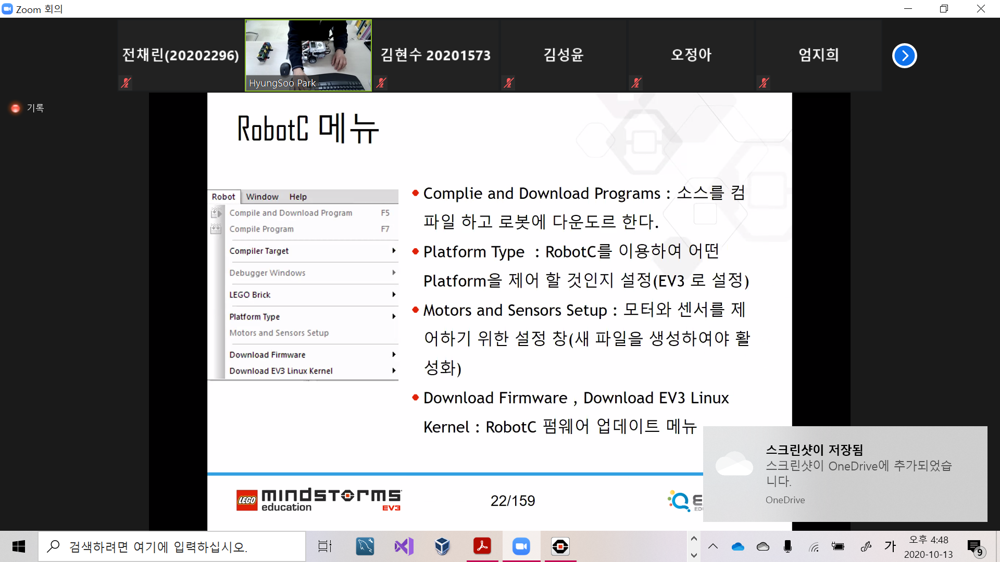 Zoom 회의
전채린(20202296)
HyungSoo Park
김현수 20201573
김성윤
오정아
엄지희
기록
RobotC 메뉴
Robot Window Help
Compile and Download Program F5
Compile Program F7
Compiler Target
Debugger Windows
LEGO Brick
Platform Type
Motors and Sensors Setup
Download Firmware
Download EV3 Linux Kernel
Complie and Download Programs : 소스를 컴
파일 하고 로봇에 다운도르 한다.
Platform Type : RobotC를 이용하여 어떤
Platform을 제어 할 것인지 설정(EV3 로 설정)
Motors and Sensors Setup : 모터와 센서를 제
어하기 위한 설정 창(새 파일을 생성하여야 활
성화)
Download Firmware , Download EV3 Linux
Kernel : RobotC 펌웨어 업데이트 메뉴
LEGO mindstorms
education EV3
22/159
스크린샷이 저장됨
스크린샷이 OneDrive에 추가되었습
니다.
OneDrive
검색하려면 여기에 입력하십시오.
가
오후 4:48
2020-10-13
9